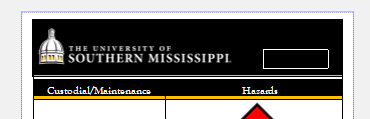 THE UNIVERSITY OF
SOUTHERN MISSISSIPPI.
Custodial/Maintenance
Hazards